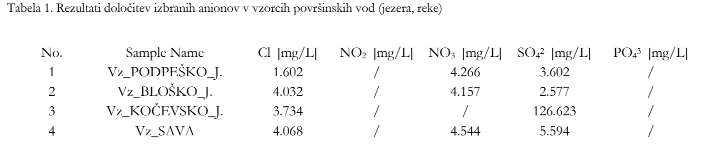 Tabela 1. Rezultati določitev izbranih anionov v vzorcih površinskih vod (jezera, reke)
No. Sample Name Cl [mg/L] NO₂ [mg/L] NO₃ [mg/L] SO₄² [mg/L] PO₄³ [mg/L]
1 Vz_PODPEŠKO_J. 1.602 / 4.266 3.602 /
2 Vz_BLOŠKO_J. 4.032 / 4.157 2.577 /
3 Vz_KOČEVSKO_J. 3.734 / / 126.623 /
4 Vz_SAVA 4.068 / 4.544 5.594 /